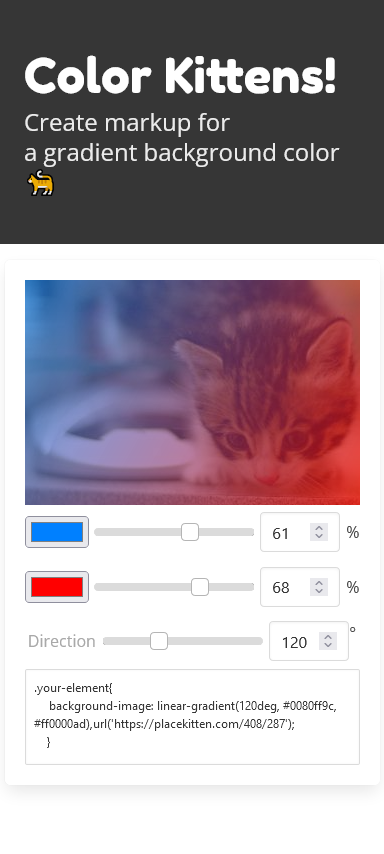 Color Kittens!
Create markup for
a gradient background color
🐅
61 %
68 %
Direction 120 °
.your-element{
background-image: linear-gradient(120deg, #0080ff9c,
#ff0000ad),url('https://placekitten.com/408/287');
}